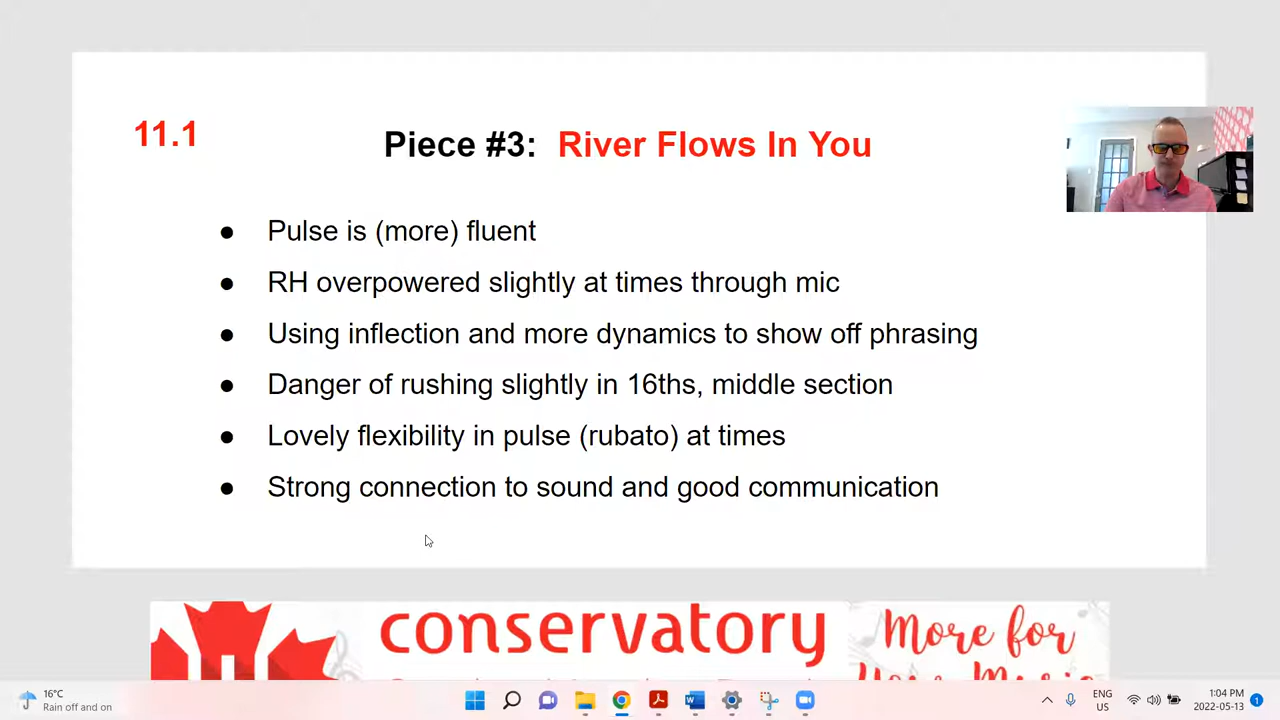 11.1
Piece #3: River Flows In You
● Pulse is (more) fluent
● RH overpowered slightly at times through mic
● Using inflection and more dynamics to show off phrasing
● Danger of rushing slightly in 16ths, middle section
● Lovely flexibility in pulse (rubato) at times
● Strong connection to sound and good communication
conservatory
More for
Your Music
16°C
Rain off and on
ENG
US
1:04 PM
2022-05-13
1